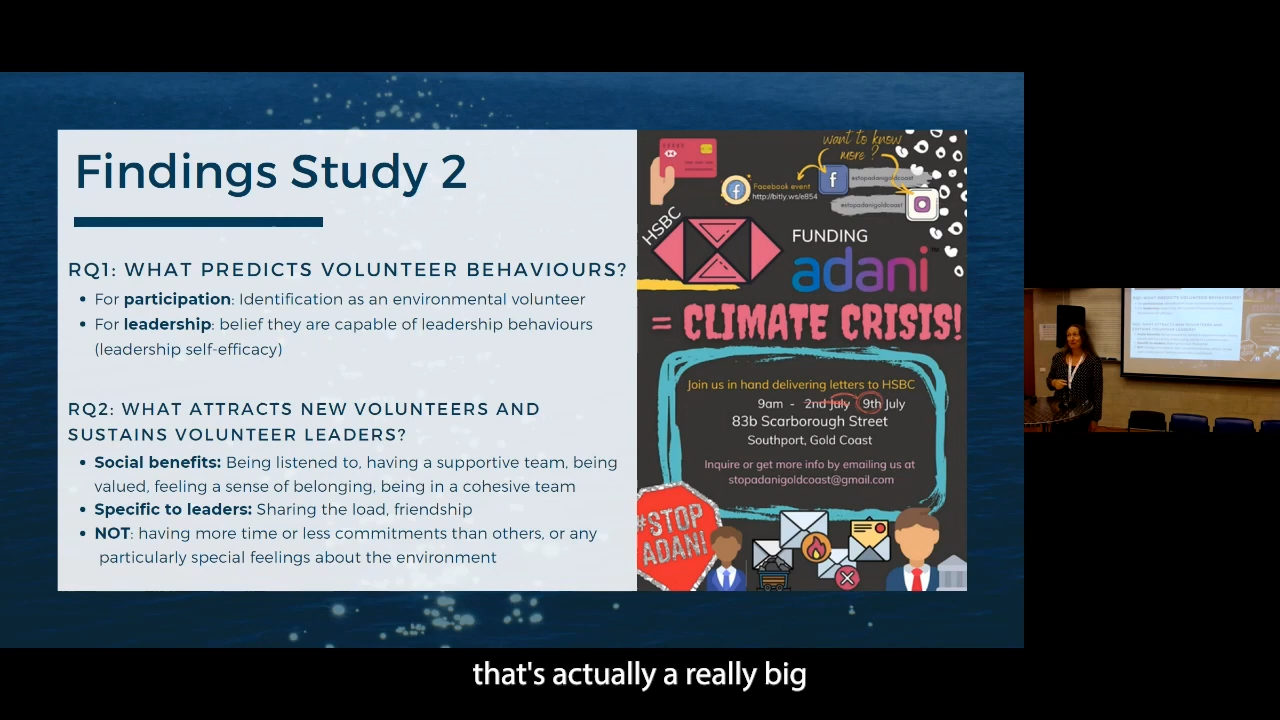 Findings Study 2
RQ1: WHAT PREDICTS VOLUNTEER BEHAVIOURS?
• For participation: Identification as an environmental volunteer
• For leadership: belief they are capable of leadership behaviours
(leadership self-efficacy)
RQ2: WHAT ATTRACTS NEW VOLUNTEERS AND
SUSTAINS VOLUNTEER LEADERS?
• Social benefits: Being listened to, having a supportive team, being
valued, feeling a sense of belonging, being in a cohesive team
• Specific to leaders: Sharing the load, friendship
• NOT: having more time or less commitments than others, or any
particularly special feelings about the environment
want to know
more ?
Facebook event
http://bitly.ws/e854
#stopadanigoldcoast
@stopadanigoldcoast
HSBC
FUNDING
adani
= CLIMATE CRISIS!
Join us in hand delivering letters to HSBC
9am - 2nd July 9th July
83b Scarborough Street
Southport, Gold Coast
Inquire or get more info by emailing us at
stopadanigoldcoast@gmail.com
#STOP
ADANI
that's actually a really big